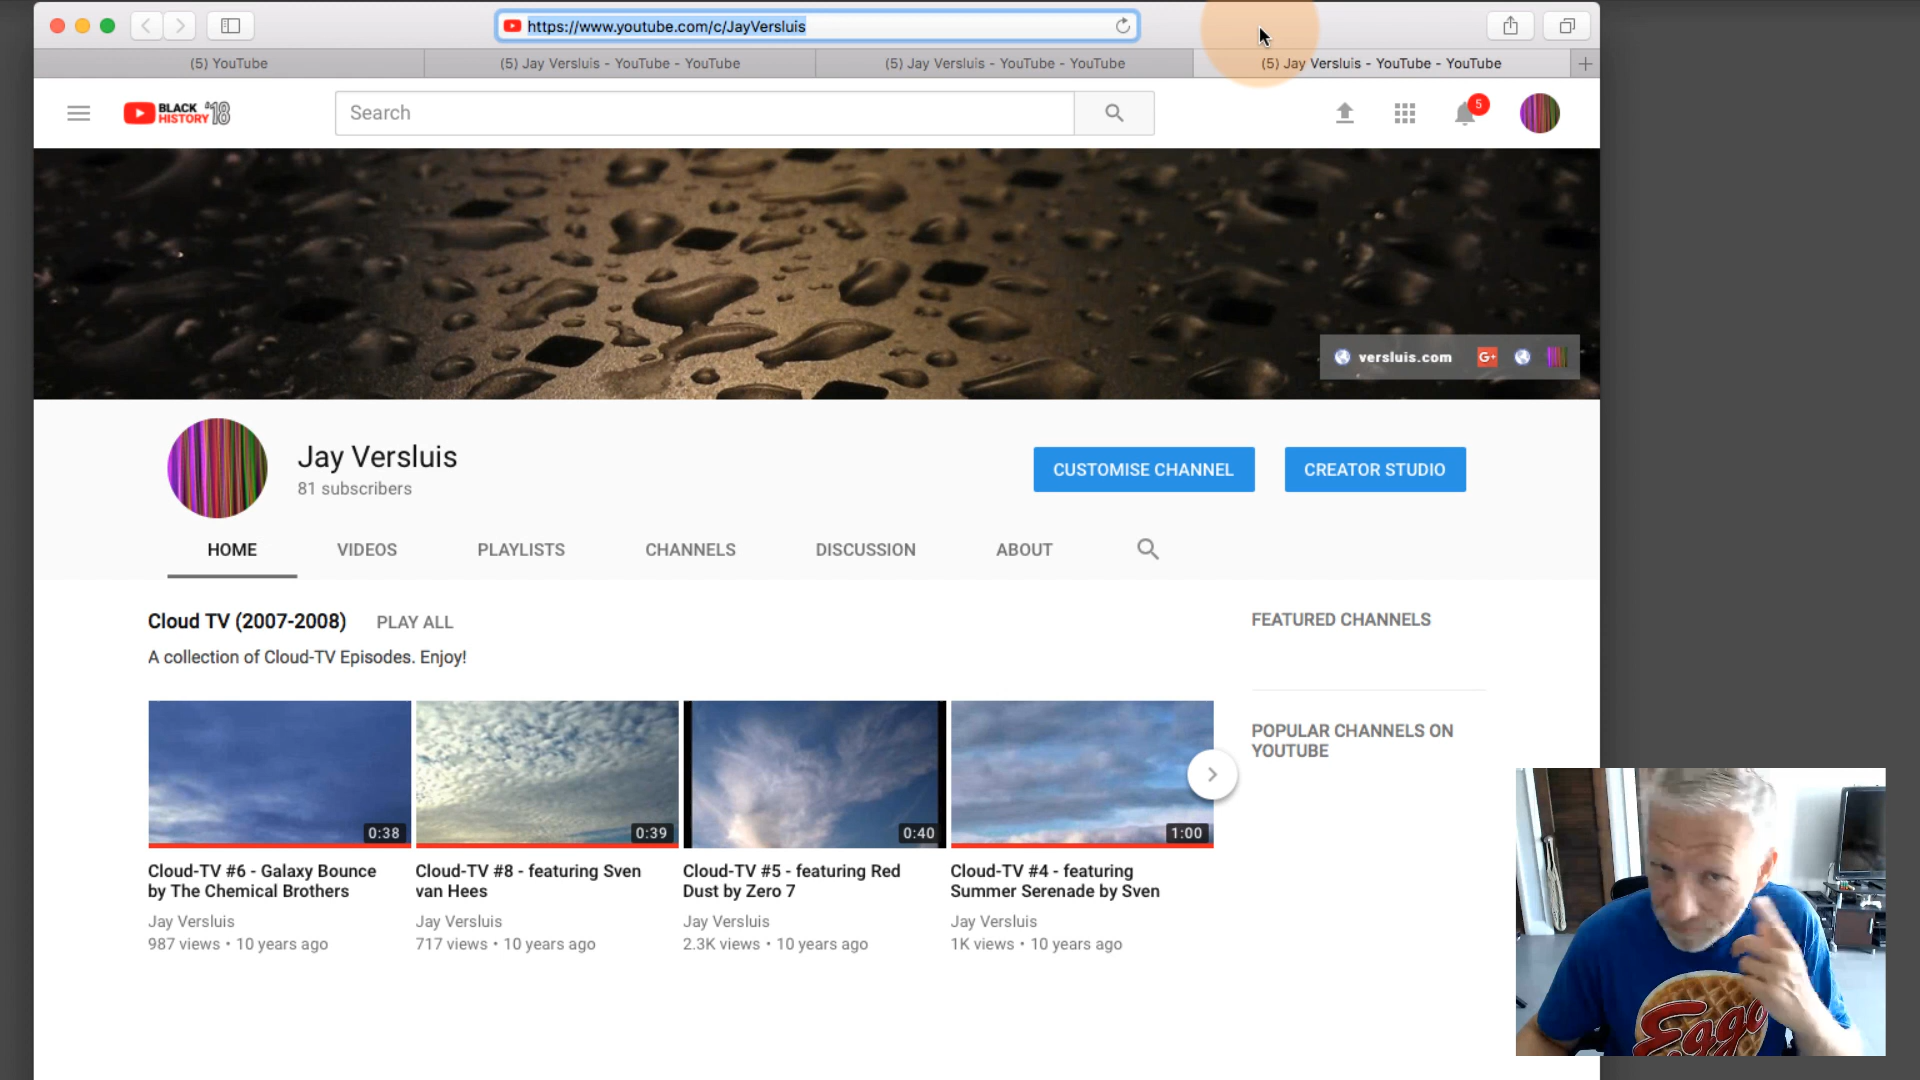 https://www.youtube.com/c/JayVersluis
(5) YouTube
(5) Jay Versluis - YouTube - YouTube
(5) Jay Versluis - YouTube - YouTube
(5) Jay Versluis - YouTube - YouTube
BLACK HISTORY '18
Search
5
versluis.com
G+
Jay Versluis
81 subscribers
CUSTOMISE CHANNEL
CREATOR STUDIO
HOME
VIDEOS
PLAYLISTS
CHANNELS
DISCUSSION
ABOUT
Cloud TV (2007-2008)
PLAY ALL
A collection of Cloud-TV Episodes. Enjoy!
FEATURED CHANNELS
POPULAR CHANNELS ON
YOUTUBE
0:38
0:39
0:40
1:00
Cloud-TV #6 - Galaxy Bounce
by The Chemical Brothers
Jay Versluis
987 views • 10 years ago
Cloud-TV #8 - featuring Sven
van Hees
Jay Versluis
717 views • 10 years ago
Cloud-TV #5 - featuring Red
Dust by Zero 7
Jay Versluis
2.3K views • 10 years ago
Cloud-TV #4 - featuring
Summer Serenade by Sven
Jay Versluis
1K views • 10 years ago
Eggo